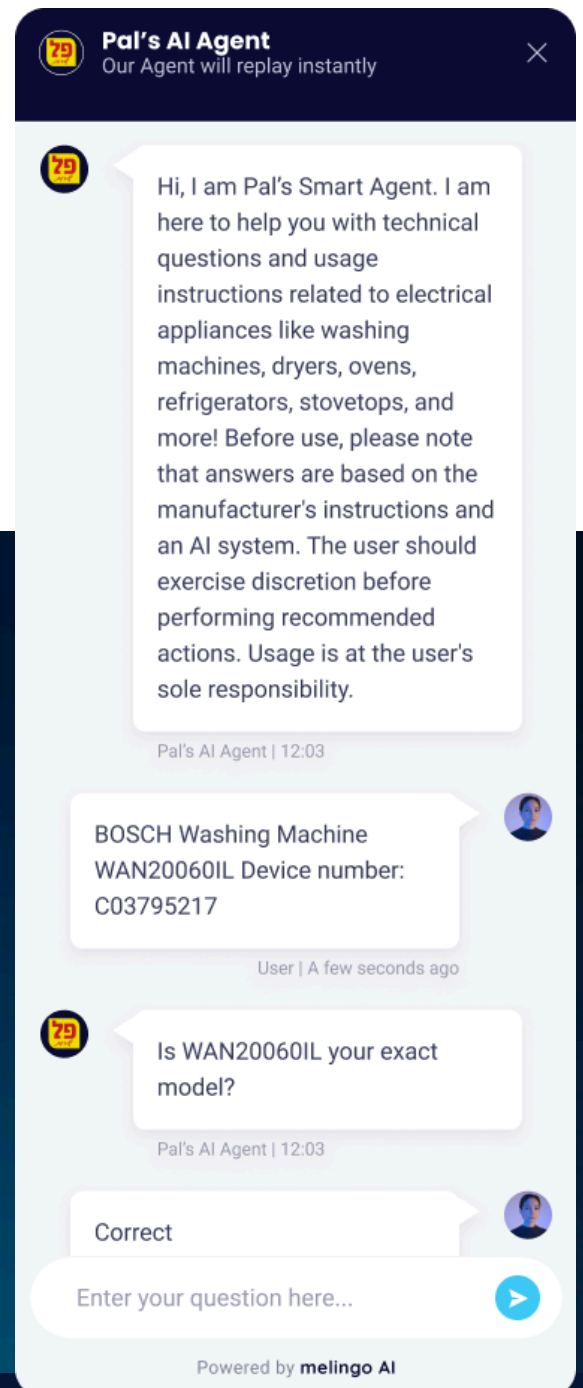 פל
Pal's AI Agent
Our Agent will replay instantly
פל
Hi, I am Pal's Smart Agent. I am
here to help you with technical
questions and usage
instructions related to electrical
appliances like washing
machines, dryers, ovens,
refrigerators, stovetops, and
more! Before use, please note
that answers are based on the
manufacturer's instructions and
an AI system. The user should
exercise discretion before
performing recommended
actions. Usage is at the user's
sole responsibility.
Pal's AI Agent | 12:03
BOSCH Washing Machine
WAN20060IL Device number:
C03795217
User | A few seconds ago
פל
Is WAN20060IL your exact
model?
Pal's AI Agent | 12:03
Correct
Enter your question here...
Powered by melingo AI